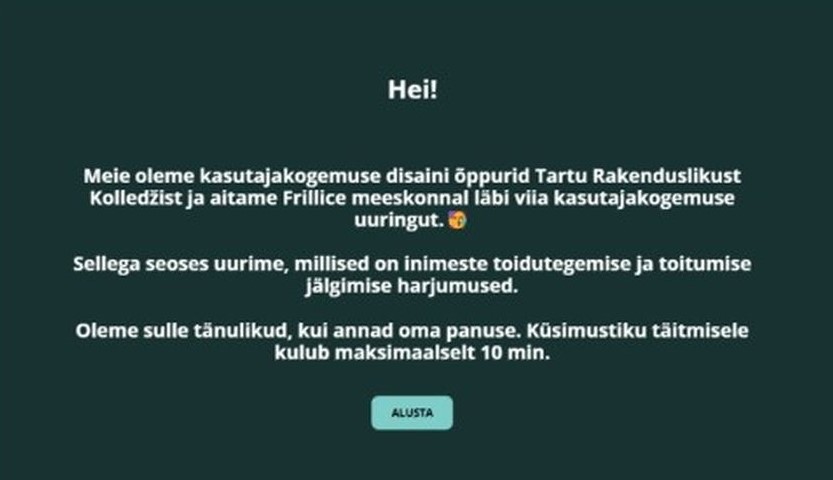 Hei!
Meie oleme kasutajakogemuse disaini õppurid Tartu Rakenduslikust
Kolledžist ja aitame Frillice meeskonnal läbi viia kasutajakogemuse
uuringut.
Sellega seoses uurime, millised on inimeste toidutegemise ja toitumise
jälgimise harjumused.
Oleme sulle tänulikud, kui annad oma panuse. Küsimustiku täitmisele
kulub maksimaalselt 10 min.
ALUSTA